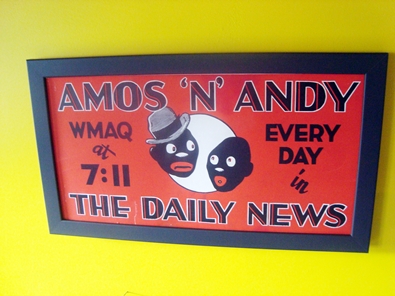 AMOS 'N' ANDY
WMAQ
at
7:11
EVERY
DAY
in
THE DAILY NEWS